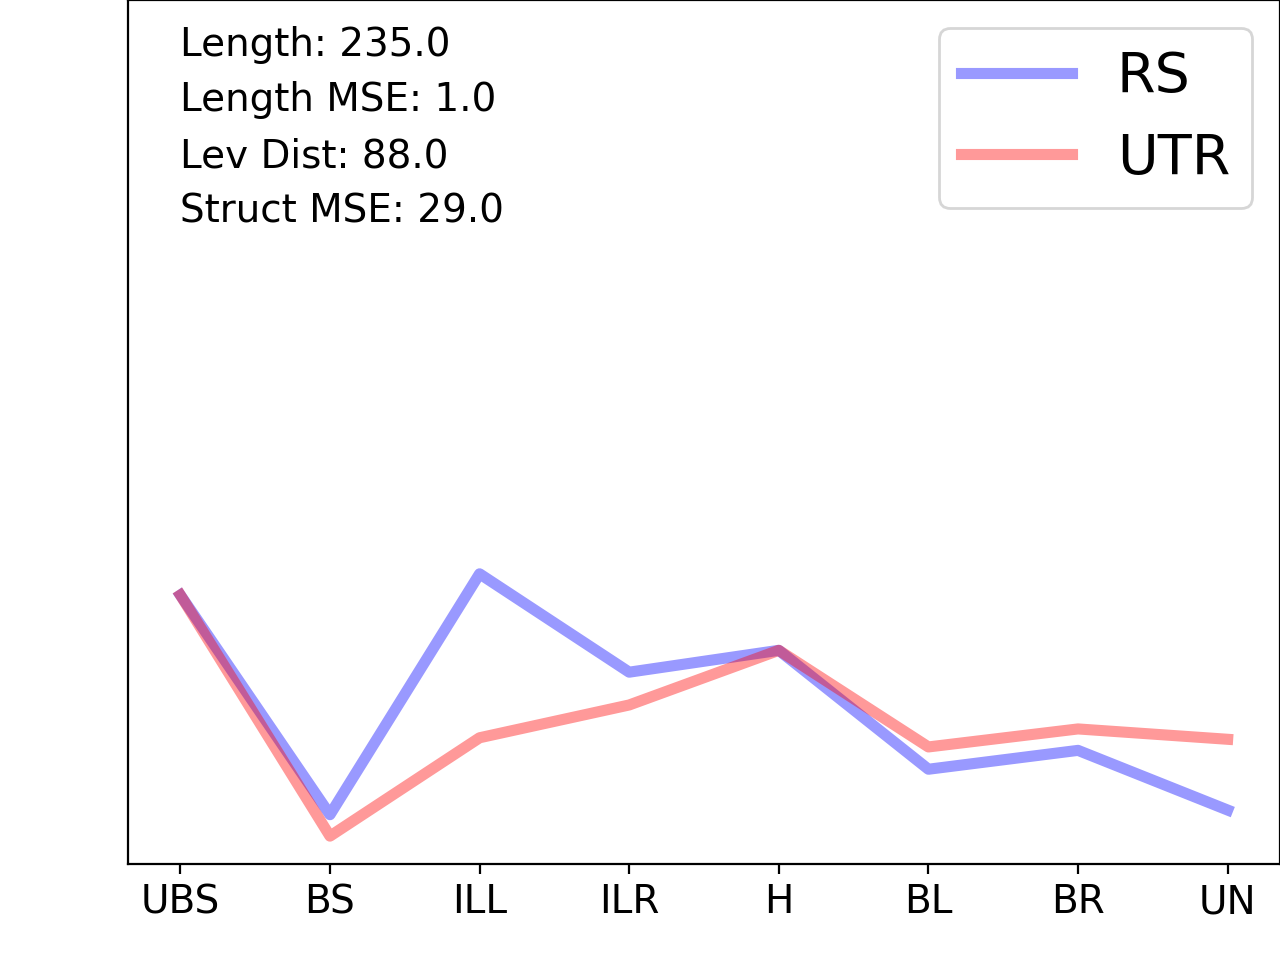 Length: 235.0
Length MSE: 1.0
Lev Dist: 88.0
Struct MSE: 29.0
RS
UTR
UBS BS ILL ILR H BL BR UN